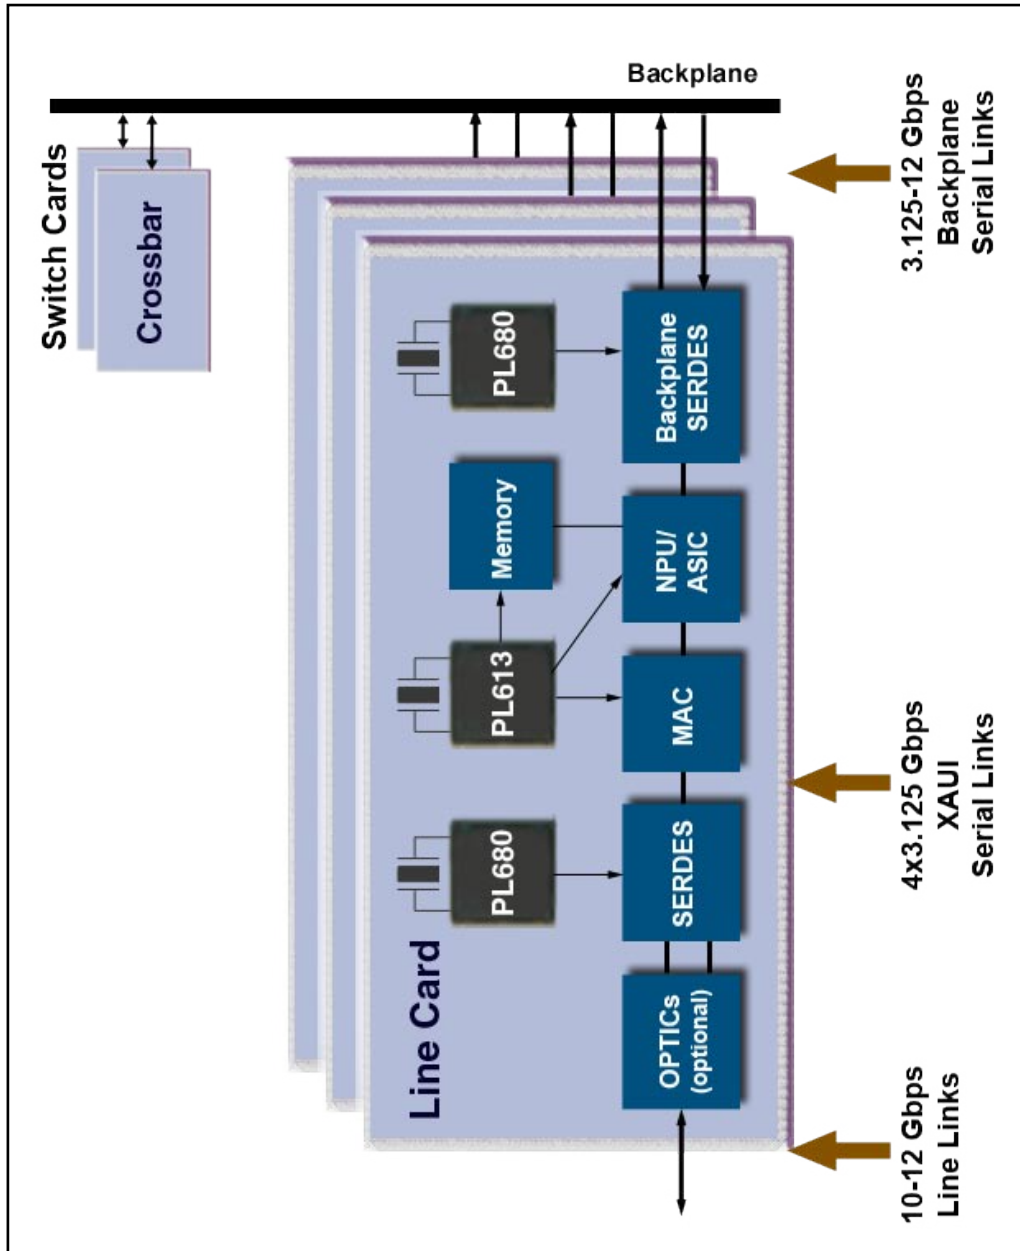 Backplane
Switch Cards
Crossbar
Line Card
PL680
PL613
PL680
Memory
OPTICs
(optional)
SERDES
MAC
NPU/
ASIC
Backplane
SERDES
10-12 Gbps
Line Links
4x3.125 Gbps
XAUI
Serial Links
3.125-12 Gbps
Backplane
Serial Links